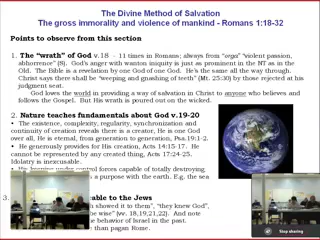 The Divine Method of Salvation
The gross immorality and violence of mankind - Romans 1:18-32
Points to observe from this section
1. The “wrath” of God v.18 - 11 times in Romans; always from “orga” “violent passion,
abhorrence” (S). God’s anger with wanton iniquity is just as prominent in the NT as in the
Old. The Bible is a revelation by one God of one God. He’s the same all the way through.
Christ says there shall be “weeping and gnashing of teeth” (Mt. 25:30) by those rejected at his
judgment seat.
God loves the world in providing a way of salvation in Christ to anyone who believes and
follows the Gospel. But His wrath is poured out on the wicked.
2. Nature teaches fundamentals about God v.19-20
• The existence, complexity, regularity, synchronization and
continuity of creation reveals there is a Creator, He is one God
over all, He is eternal, from generation to generation, Psa.19:1-2.
• He generously provides for His creation, Acts 14:15-17. He
cannot be represented by any created thing, Acts 17:24-25.
Idolatry is inexcusable.
control forces capable of totally destroying
a purpose with the earth. E.g. the sea
3.
cable to the Jews
shewed it to them”, “they knew God”,
be wise” (vv. 18,19,21,22). And note
the behavior of Israel in the past.
than pagan Rome.
Stop sharing